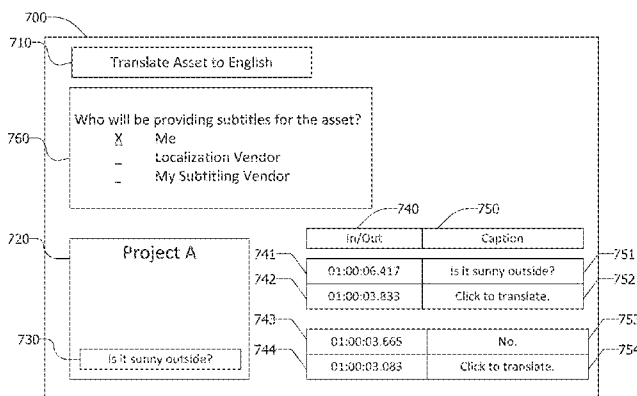 700
710
Translate Asset to English
Who will be providing subtitles for the asset?
X Me
_ Localization Vendor
_ My Subtitling Vendor
760
740 750
In/Out Caption
720
Project A
741 01:00:06.417 Is it sunny outside? 751
742 01:00:03.833 Click to translate. 752
743 01:00:03.665 No. 753
744 01:00:03.083 Click to translate. 754
730
Is it sunny outside?